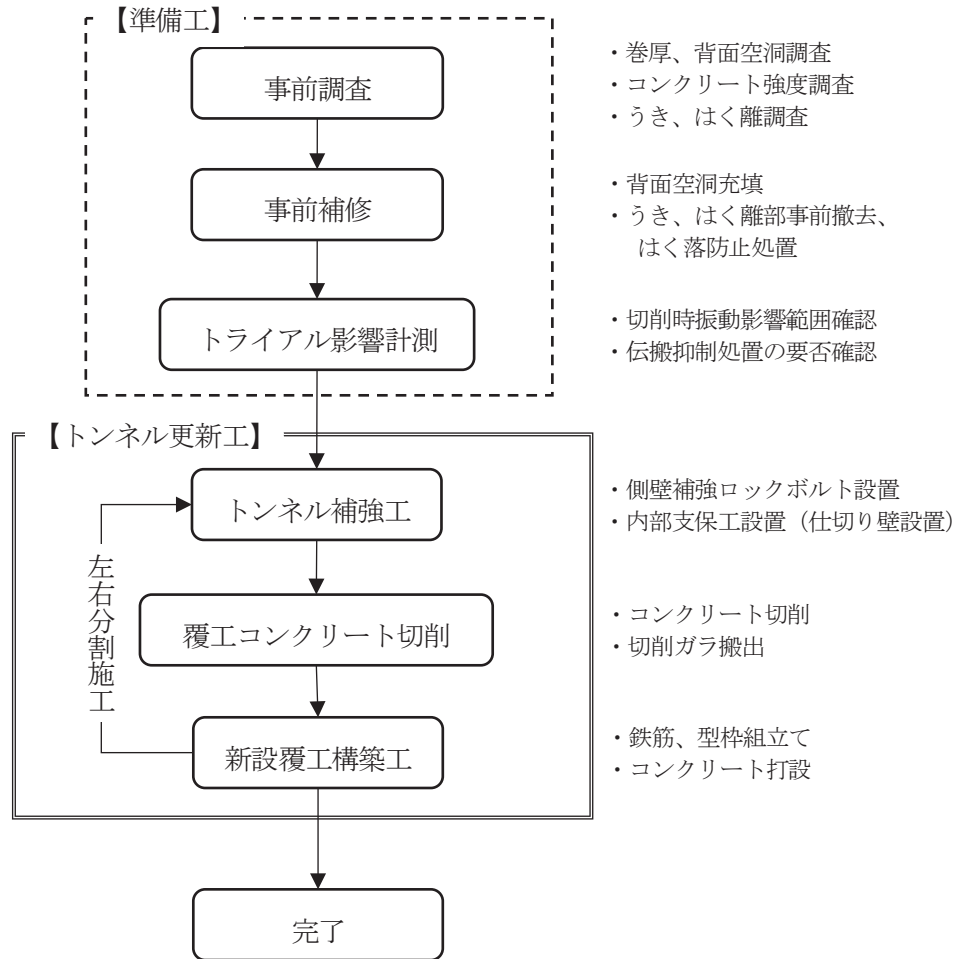 【準備工】
事前調査
・巻厚、背面空洞調査
・コンクリート強度調査
・うき、はく離調査
事前補修
・背面空洞充填
・うき、はく離部事前撤去、
はく落防止処置
トライアル影響計測
・切削時振動影響範囲確認
・伝搬抑制処置の要否確認
【トンネル更新工】
トンネル補強工
・側壁補強ロックボルト設置
・内部支保工設置（仕切り壁設置）
左右分割施工
覆工コンクリート切削
・コンクリート切削
・切削ガラ搬出
新設覆工構築工
・鉄筋、型枠組立て
・コンクリート打設
完了